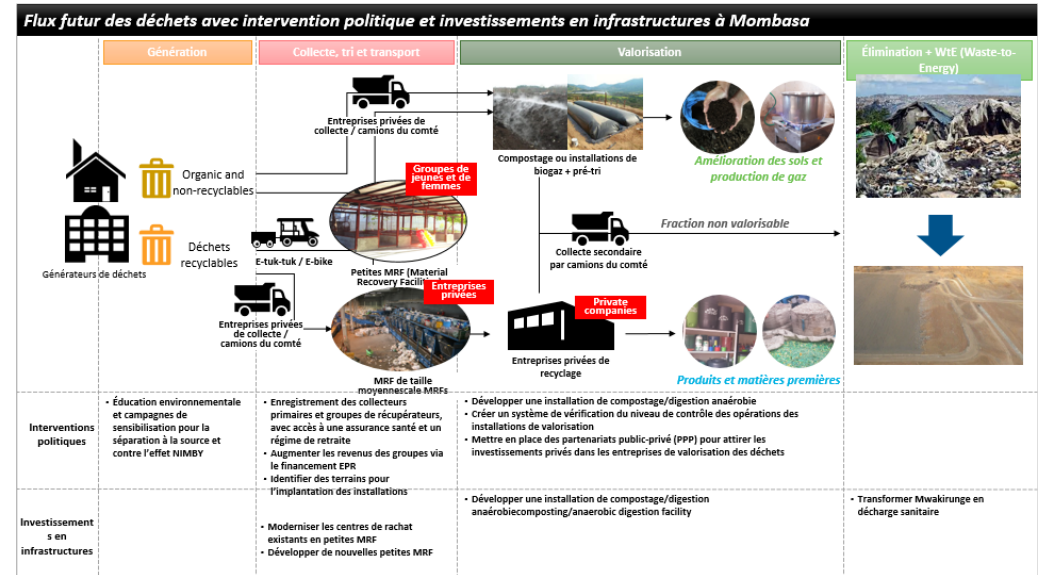 Flux futur des déchets avec intervention politique et investissements en infrastructures à Mombasa
Génération
Collecte, tri et transport
Valorisation
Élimination + WtE (Waste-to-
Energy)
Entreprises privées de
collecte / camions du comté
Organic and
non-recyclables
Groupes de
jeunes et de
femmes
Compostage ou installations de
biogaz + pré-tri
Amélioration des sols et
production de gaz
Déchets
recyclables
Générateurs de déchets
E-tuk-tuk / E-bike
Petites MRF (Material
Recovery
Entreprises
privées
Fraction non valorisable
Collecte secondaire
par camions du comté
Entreprises privées
de collecte /
camions du comté
MRF de taille
moyennescale MRFs
Private
companies
Entreprises privées de
recyclage
Produits et matières premières
Interventions
politiques
• Éducation environnementale
et campagnes de
sensibilisation pour la
séparation à la source et
contre l'effet NIMBY
• Enregistrement des collecteurs
primaires et groupes de récupérateurs,
avec accès à une assurance santé et un
régime de retraite
• Augmenter les revenus des groupes via
le financement EPR
• Identifier des terrains pour
l'implantation des installations
• Développer une installation de compostage/digestion anaérobie
• Créer un système de vérification du niveau de contrôle des opérations des
installations de valorisation
• Mettre en place des partenariats public-privé (PPP) pour attirer les
investissements privés dans les entreprises de valorisation des déchets
Investissement
s en
infrastructures
• Moderniser les centres de rachat
existants en petites MRF
• Développer de nouvelles petites MRF
• Développer une installation de compostage/digestion
anaérobiecomposting/anaerobic digestion facility
• Transformer Mwakirunge en
décharge sanitaire